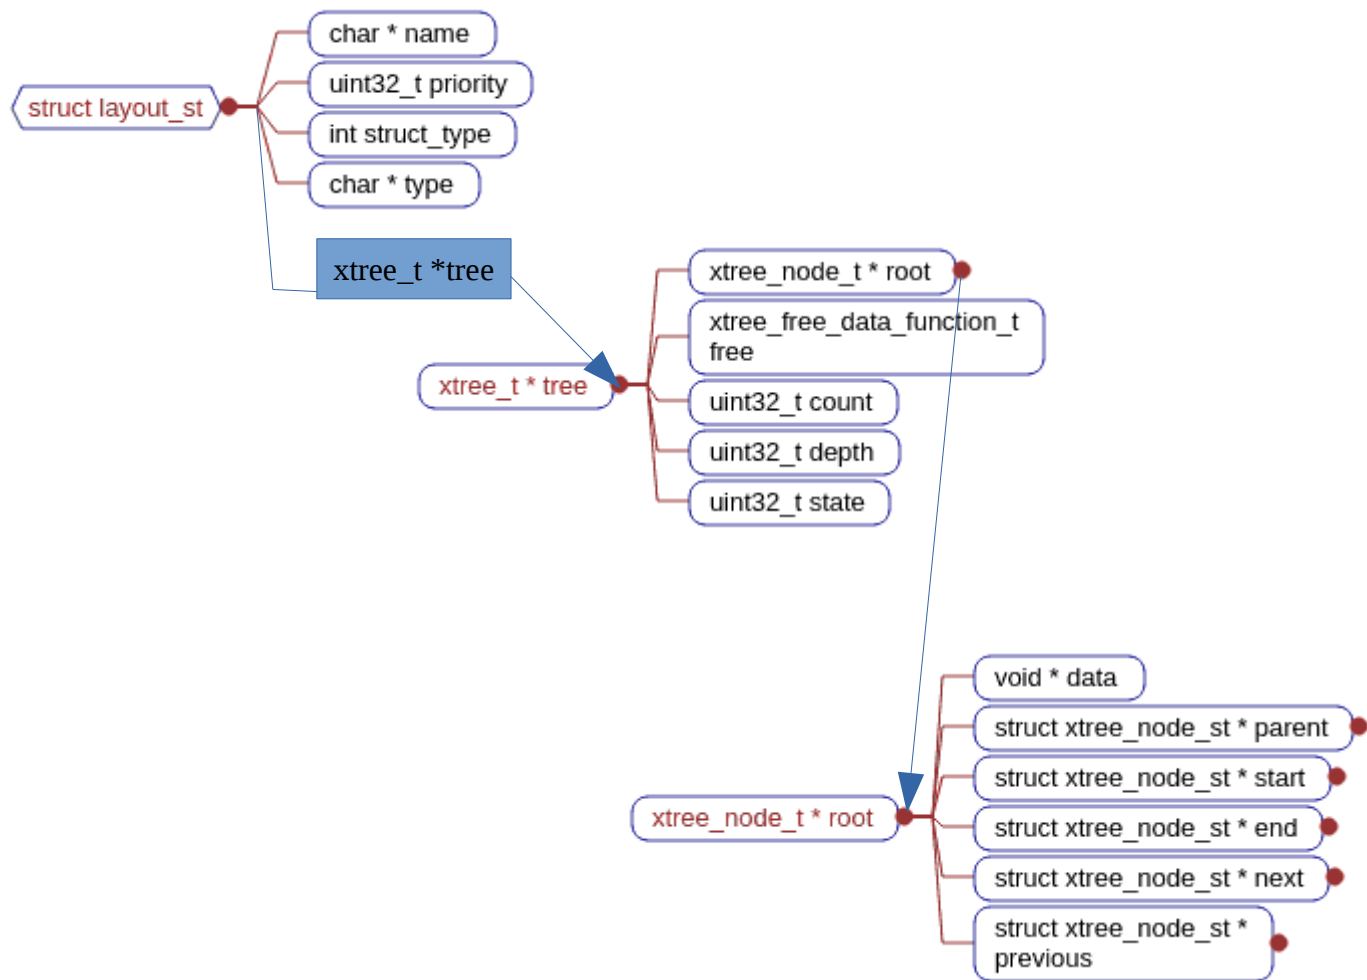 char * name
uint32_t priority
struct layout_st
int struct_type
char * type
xtree_t *tree
xtree_node_t * root
xtree_free_data_function_t
free
xtree_t * tree
uint32_t count
uint32_t depth
uint32_t state
void * data
struct xtree_node_st * parent
struct xtree_node_st * start
xtree_node_t * root
struct xtree_node_st * end
struct xtree_node_st * next
struct xtree_node_st *
previous